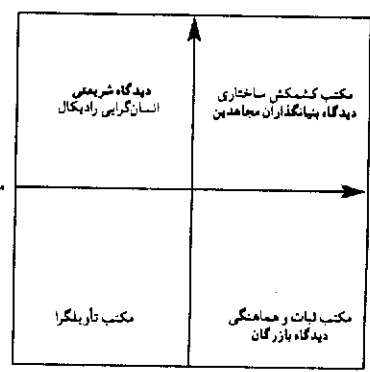 مکتب کشمکش ساختاری
دیدگاه بنیانگذاران مجاهدین
دیدگاه شریعتی
انسان‌گرایی رادیکال
مکتب ثبات و هماهنگی
دیدگاه بازرگان
مکتب تأویلگرا